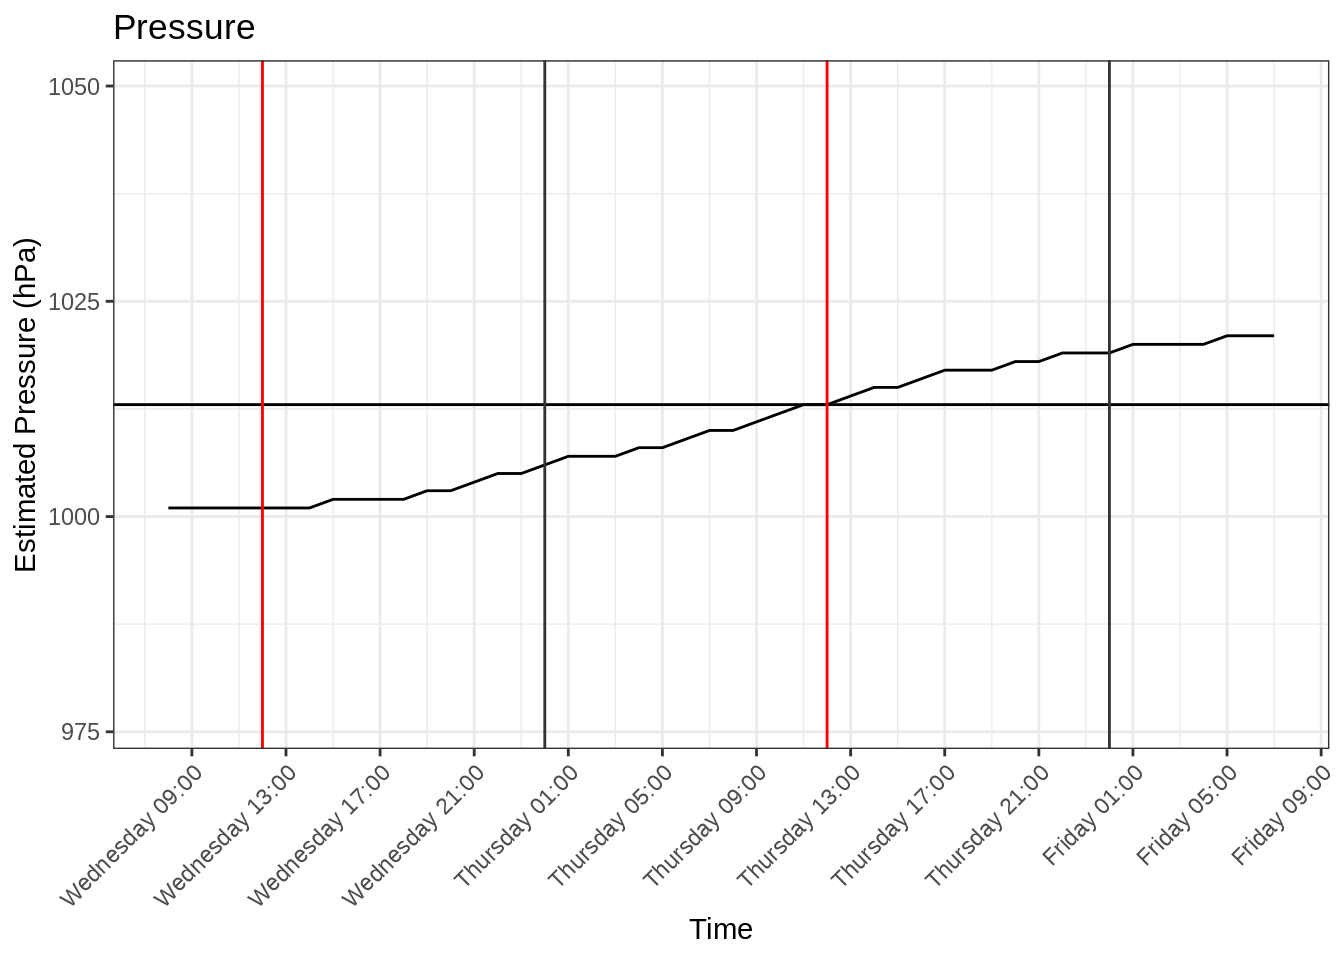 Pressure
Estimated Pressure (hPa)
1050
1025
1000
975
Wednesday 09:00
Wednesday 13:00
Wednesday 17:00
Wednesday 21:00
Thursday 01:00
Thursday 05:00
Thursday 09:00
Thursday 13:00
Thursday 17:00
Thursday 21:00
Friday 01:00
Friday 05:00
Friday 09:00
Time